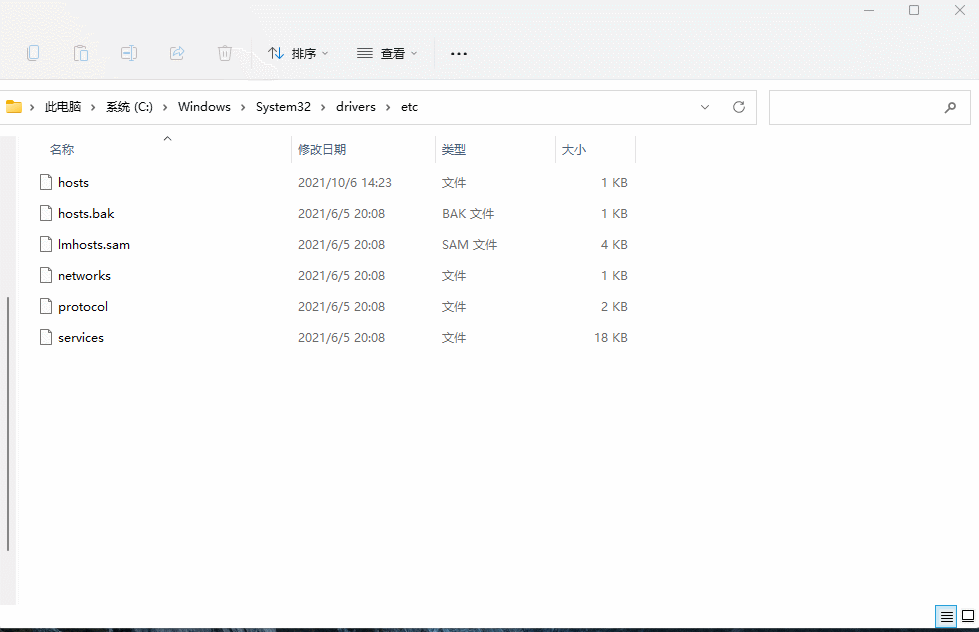 排序 查看
此电脑 系统 (C:) Windows System32 drivers etc
名称 修改日期 类型 大小
hosts 2021/10/6 14:23 文件 1 KB
hosts.bak 2021/6/5 20:08 BAK 文件 1 KB
lmhosts.sam 2021/6/5 20:08 SAM 文件 4 KB
networks 2021/6/5 20:08 文件 1 KB
protocol 2021/6/5 20:08 文件 2 KB
services 2021/6/5 20:08 文件 18 KB